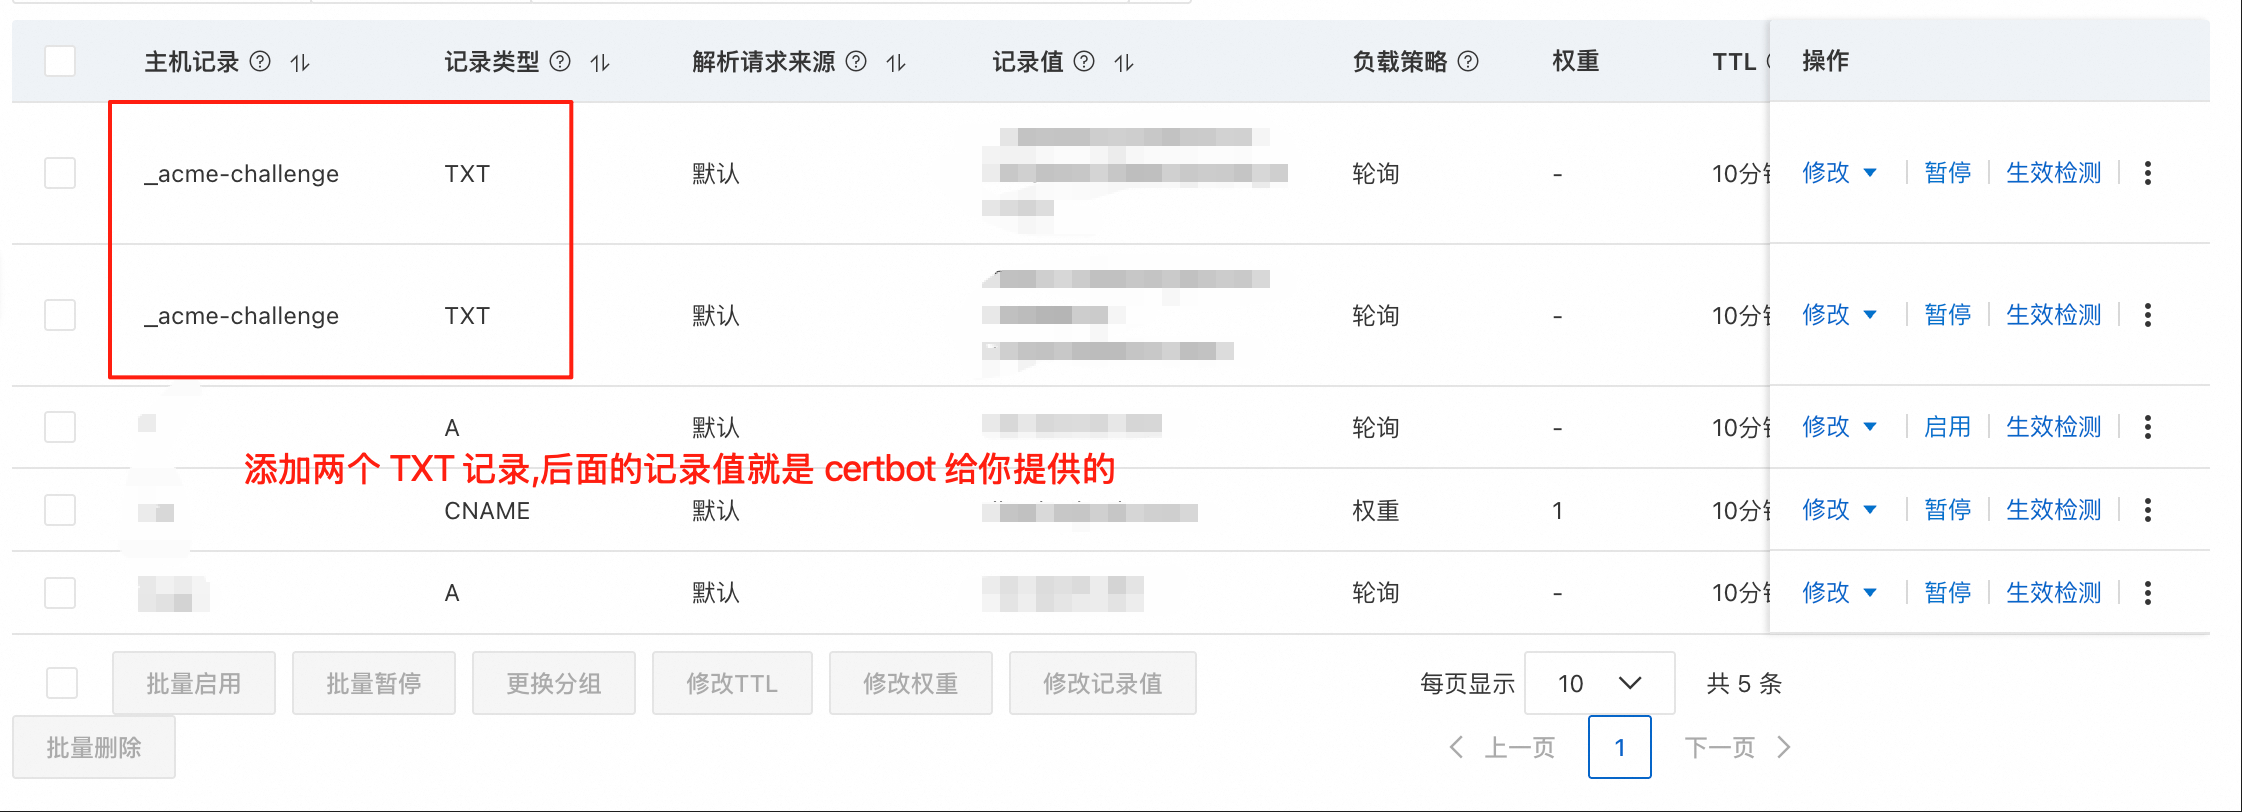 主机记录 记录类型 解析请求来源 记录值 负载策略 权重 TTL 操作
_acme-challenge TXT 默认 轮询 - 10分 修改 暂停 生效检测
_acme-challenge TXT 默认 轮询 - 10分 修改 暂停 生效检测
A 默认 轮询 - 10分 修改 启用 生效检测
添加两个 TXT 记录,后面的记录值就是 certbot 给你提供的
CNAME 默认 权重 1 10分 修改 暂停 生效检测
A 默认 轮询 - 10分 修改 暂停 生效检测
批量启用 批量暂停 更换分组 修改TTL 修改权重 修改记录值 每页显示 10 共 5 条
批量删除 上一页 1 下一页